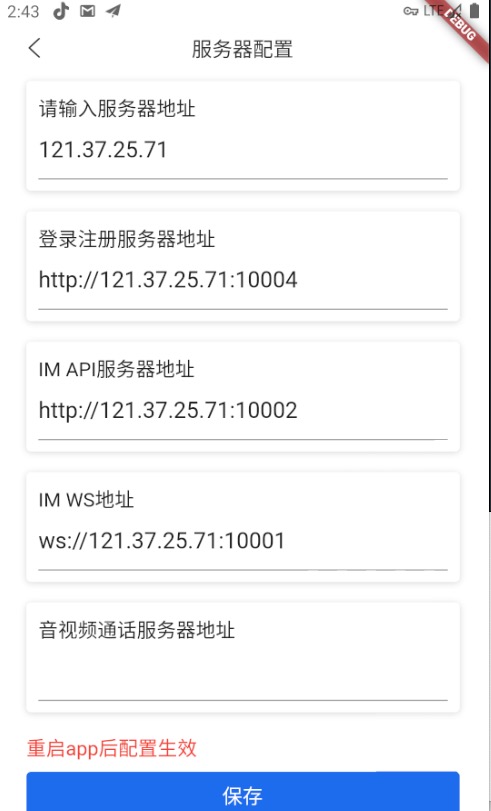 2:43
LTE
DEBUG
服务器配置
请输入服务器地址
121.37.25.71
登录注册服务器地址
http://121.37.25.71:10004
IM API服务器地址
http://121.37.25.71:10002
IM WS地址
ws://121.37.25.71:10001
音视频通话服务器地址
重启app后配置生效
保存